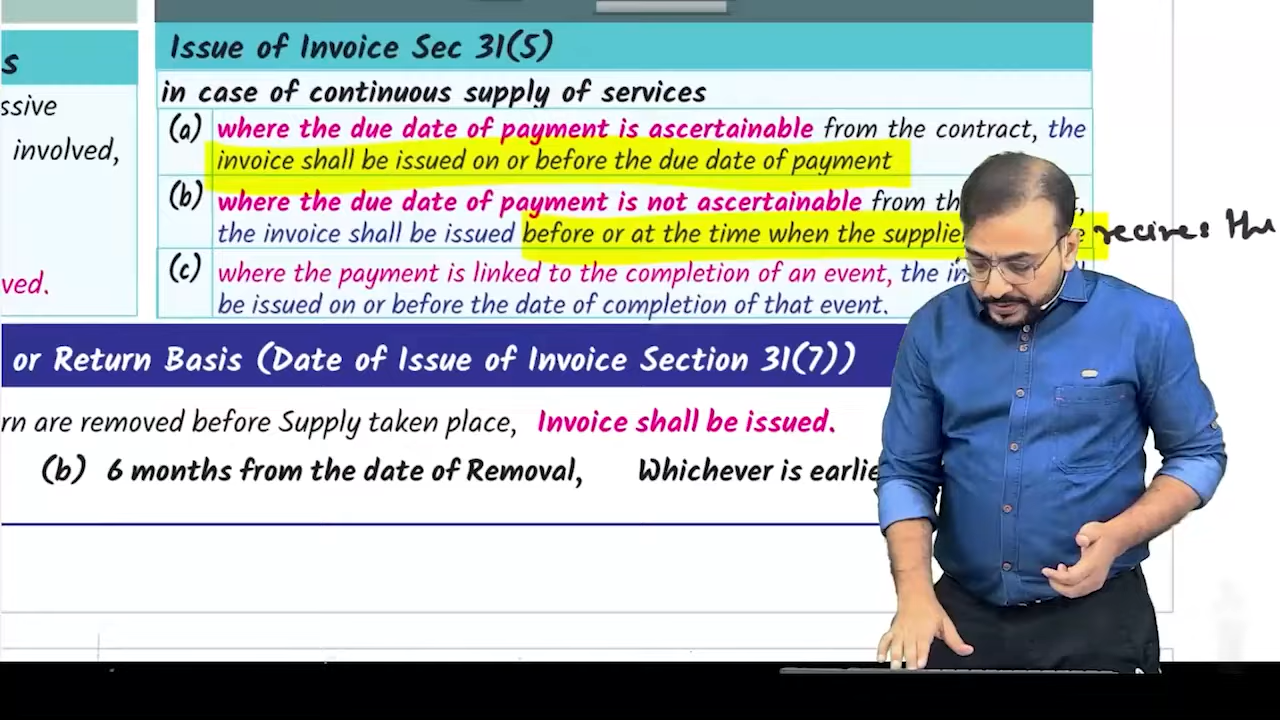 s
ssive
involved,
ved.
Issue of Invoice Sec 31(5)
in case of continuous supply of services
(a) where the due date of payment is ascertainable from the contract, the
invoice shall be issued on or before the due date of payment
(b) where the due date of payment is not ascertainable from
the invoice shall be issued before or at the time when the
receives the
(c) where the payment is linked to the completion of an event, the
be issued on or before the date of completion of that event.
or Return Basis (Date of Issue of Invoice Section 31(7))
rn are removed before Supply taken place, Invoice shall be issued.
(b) 6 months from the date of Removal, Whichever is earlie